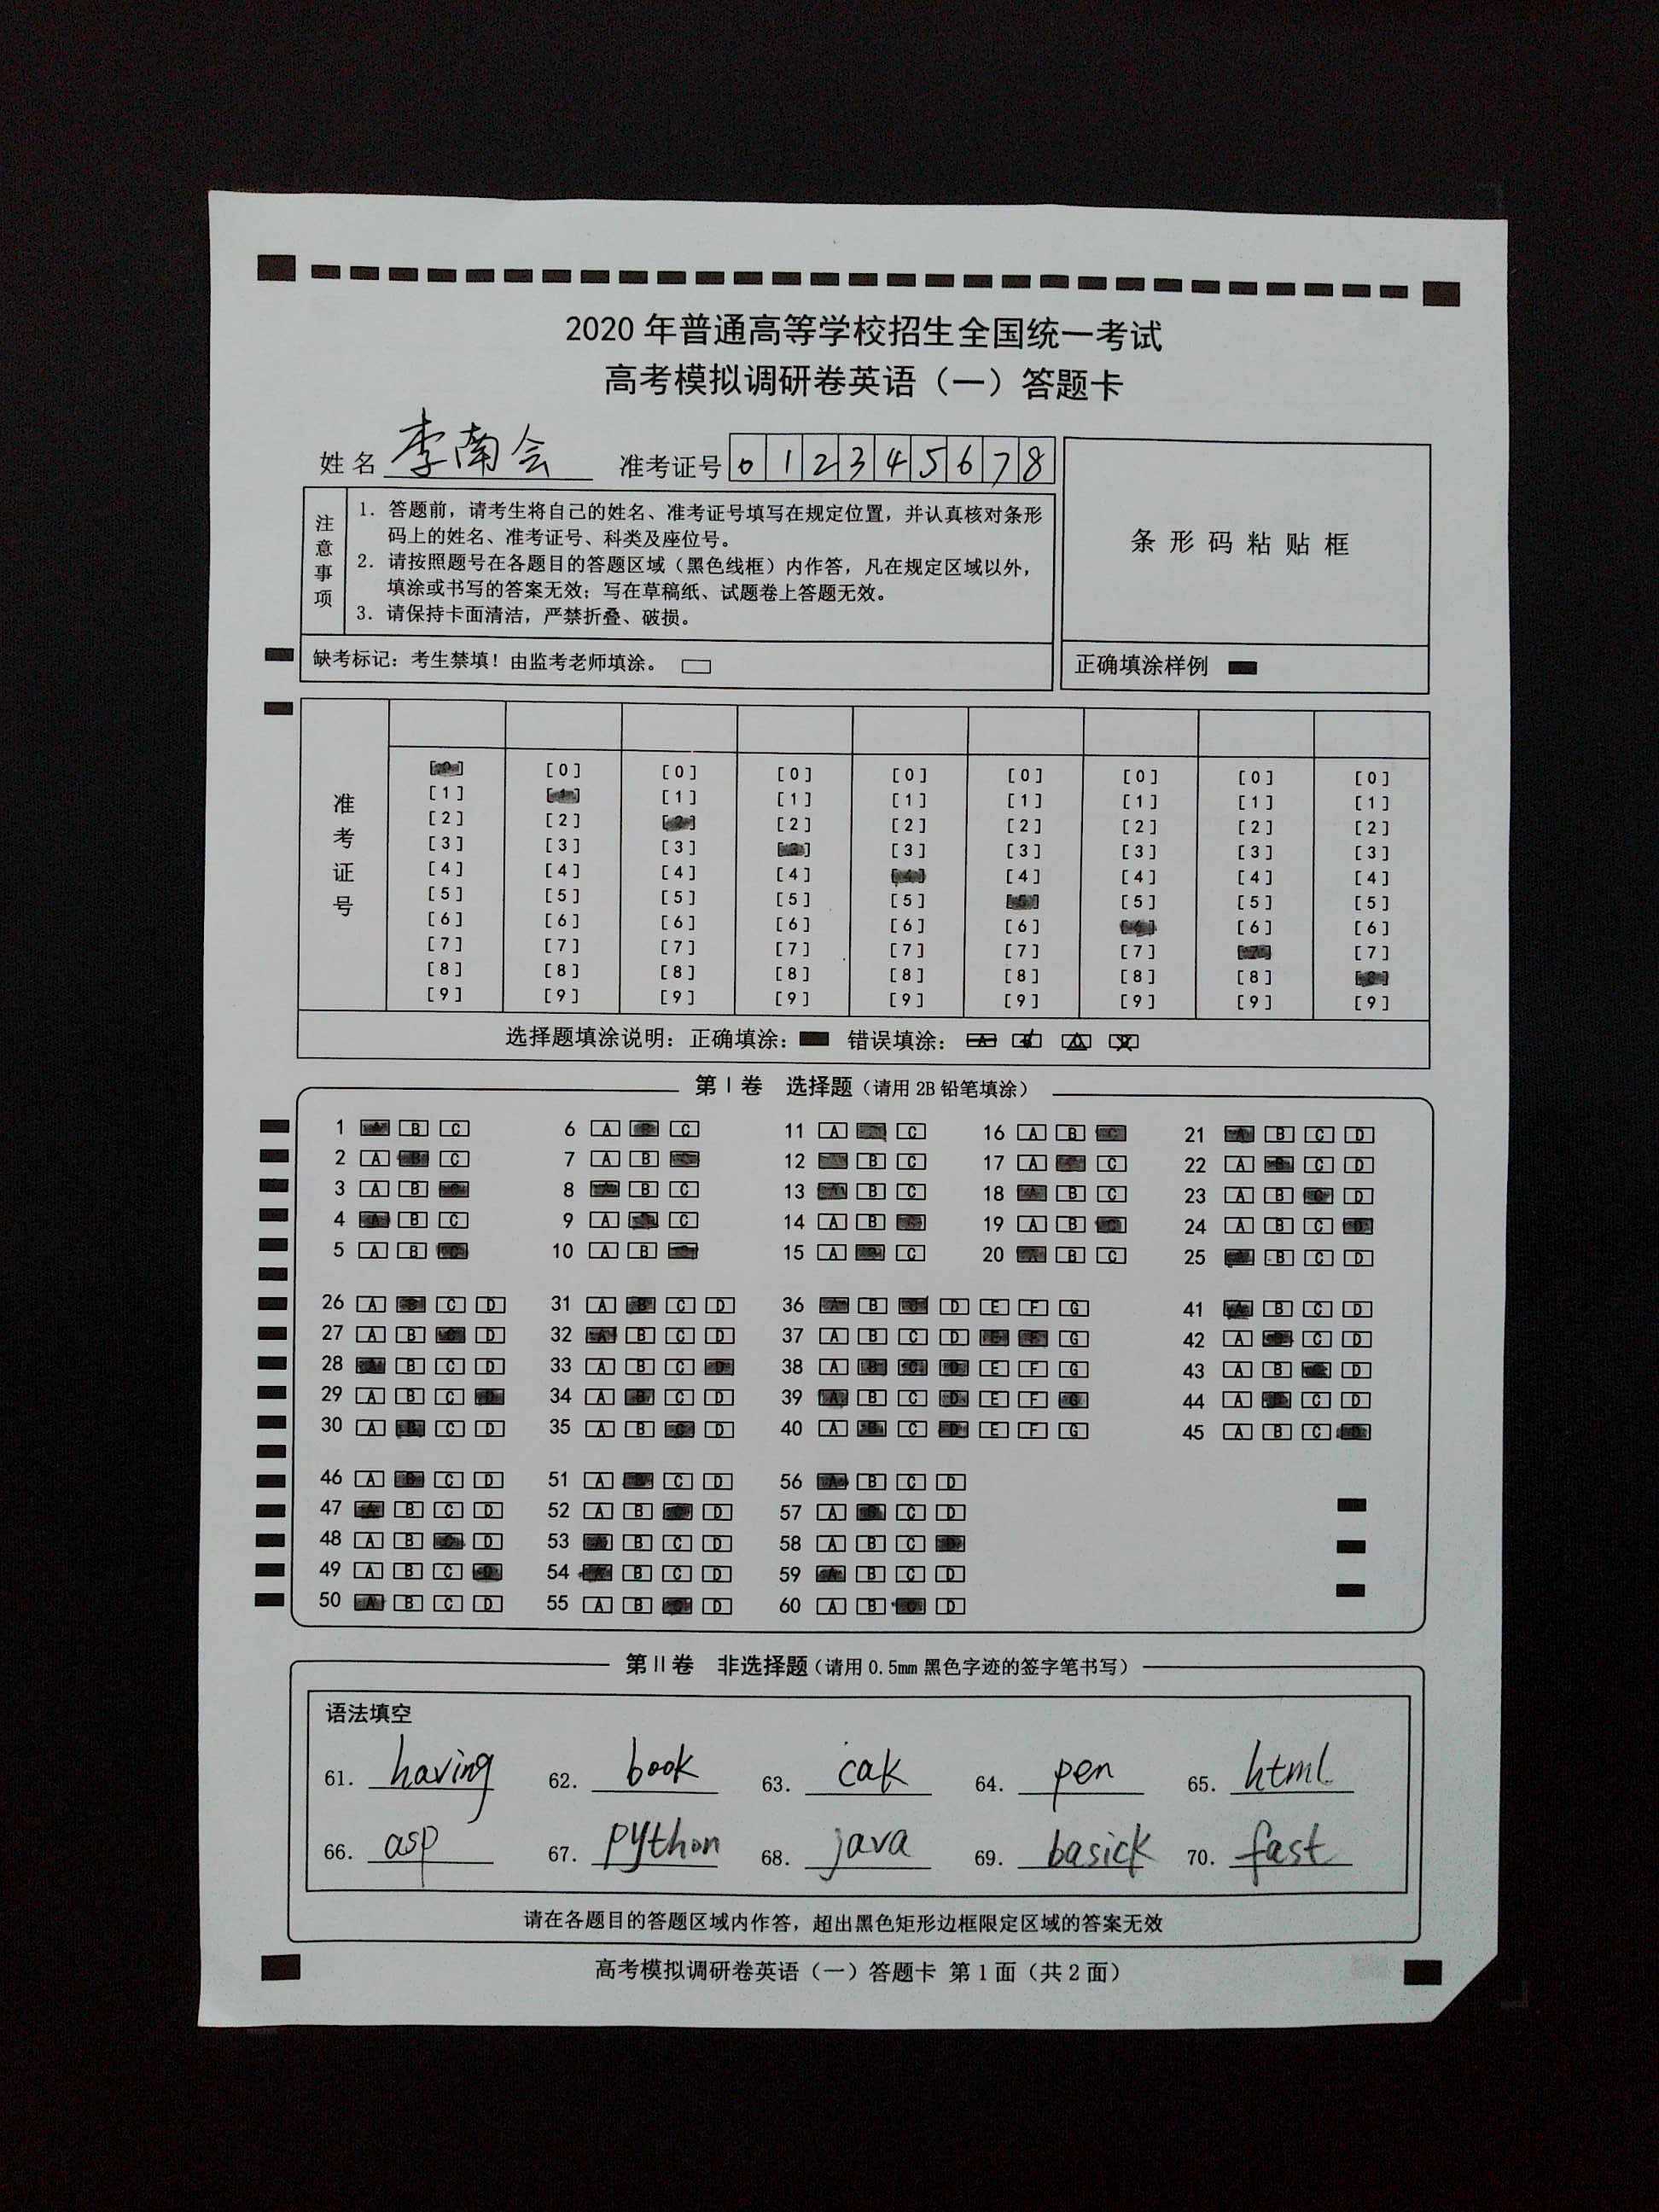 2020 年普通高等学校招生全国统一考试
高考模拟调研卷英语（一）答题卡
姓 名 李南会 准考证号 0 1 2 3 4 5 6 7 8
注意事项
1. 答题前，请考生将自己的姓名、准考证号填写在规定位置，并认真核对条形
码上的姓名、准考证号、科类及座位号。
2. 请按照题号在各题目的答题区域（黑色线框）内作答，凡在规定区域以外，
填涂或书写的答案无效；写在草稿纸、试题卷上答题无效。
3. 请保持卡面清洁，严禁折叠、破损。
条 形 码 粘 贴 框
缺考标记：考生禁填！由监考老师填涂。
正确填涂样例
准考证号
[0] [0] [0] [0] [0] [0] [0] [0] [0]
[1] [1] [1] [1] [1] [1] [1] [1] [1]
[2] [2] [2] [2] [2] [2] [2] [2] [2]
[3] [3] [3] [3] [3] [3] [3] [3] [3]
[4] [4] [4] [4] [4] [4] [4] [4] [4]
[5] [5] [5] [5] [5] [5] [5] [5] [5]
[6] [6] [6] [6] [6] [6] [6] [6] [6]
[7] [7] [7] [7] [7] [7] [7] [7] [7]
[8] [8] [8] [8] [8] [8] [8] [8] [8]
[9] [9] [9] [9] [9] [9] [9] [9] [9]
选择题填涂说明：正确填涂： 错误填涂：
第Ⅰ卷 选择题（请用 2B 铅笔填涂）
1 A B C 6 A B C 11 A B C 16 A B C 21 A B C D
2 A B C 7 A B C 12 A B C 17 A B C 22 A B C D
3 A B C 8 A B C 13 A B C 18 A B C 23 A B C D
4 A B C 9 A B C 14 A B C 19 A B C 24 A B C D
5 A B C 10 A B C 15 A B C 20 A B C 25 A B C D
26 A B C D 31 A B C D 36 A B C D E F G 41 A B C D
27 A B C D 32 A B C D 37 A B C D E F G 42 A B C D
28 A B C D 33 A B C D 38 A B C D E F G 43 A B C D
29 A B C D 34 A B C D 39 A B C D E F G 44 A B C D
30 A B C D 35 A B C D 40 A B C D E F G 45 A B C D
46 A B C D 51 A B C D 56 A B C D
47 A B C D 52 A B C D 57 A B C D
48 A B C D 53 A B C D 58 A B C D
49 A B C D 54 A B C D 59 A B C D
50 A B C D 55 A B C D 60 A B C D
第Ⅱ卷 非选择题（请用 0.5mm 黑色字迹的签字笔书写）
语法填空
61. having 62. book 63. cak 64. pen 65. html
66. asp 67. python 68. java 69. basick 70. fast
请在各题目的答题区域内作答，超出黑色矩形边框限定区域的答案无效
高考模拟调研卷英语（一）答题卡 第 1 面（共 2 面）